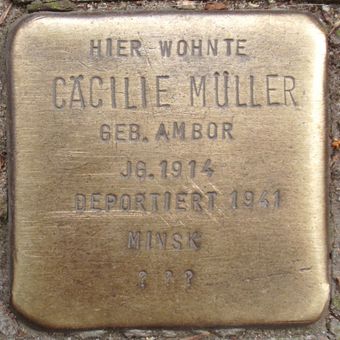 HIER WOHNTE
CÄCILIE MÜLLER
GEB. AMBOR
JG. 1914
DEPORTIERT 1941
MINSK
? ? ?